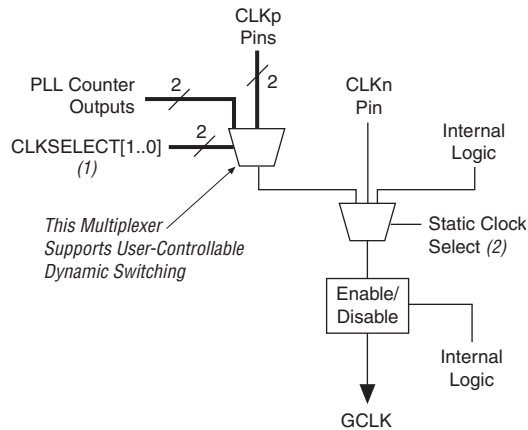 CLKp
Pins
2
PLL Counter
Outputs
2
CLKn
Pin
CLKSELECT[1..0]
(1)
2
Internal
Logic
This Multiplexer
Supports User-Controllable
Dynamic Switching
Static Clock
Select (2)
Enable/
Disable
Internal
Logic
GCLK